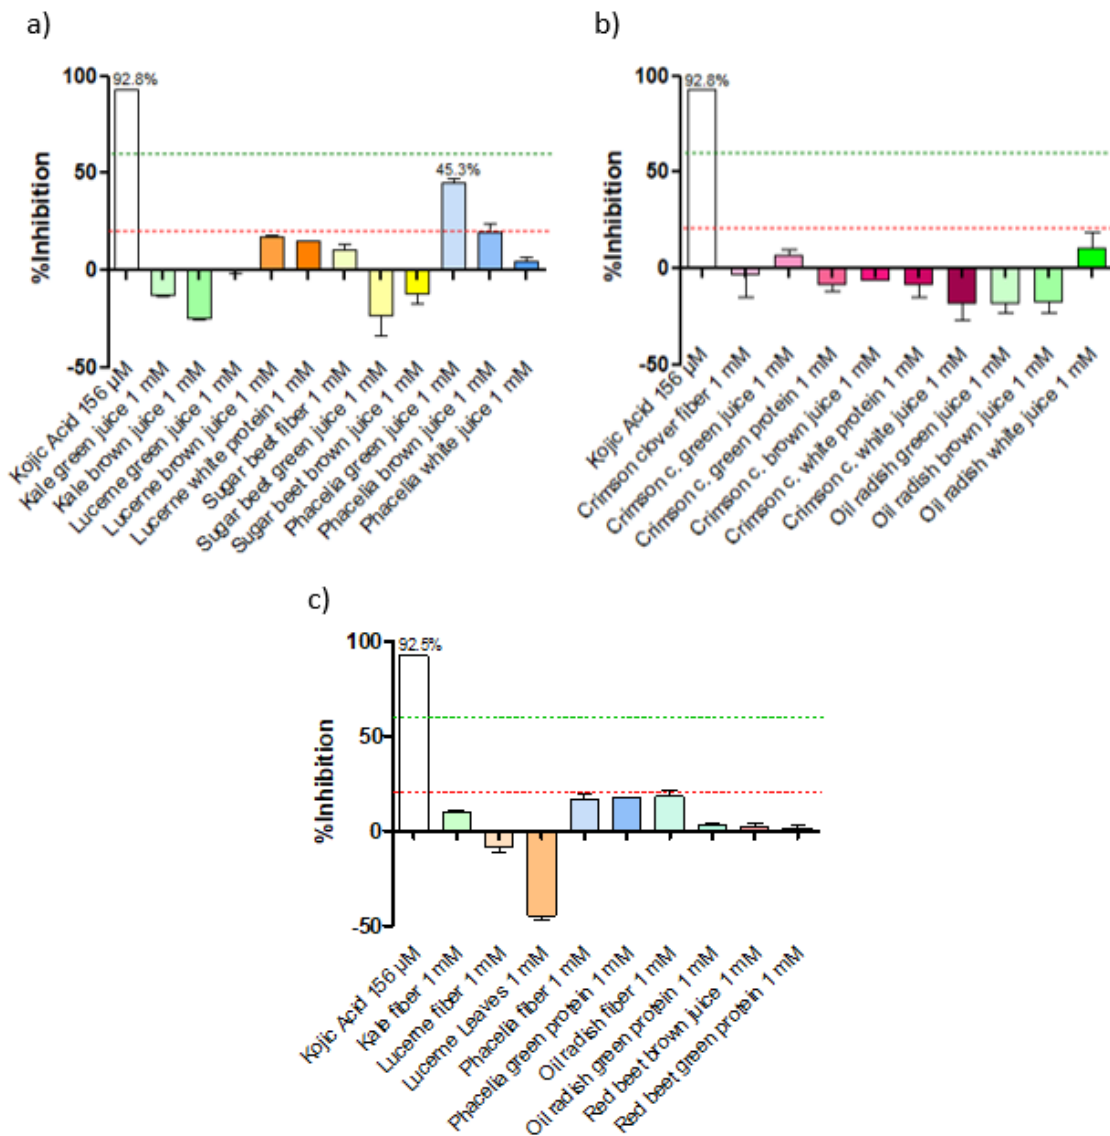 a)
100
50
0
-50
%Inhibition
92.8%
45.3%
Kojic Acid 156 µM
Kale green juice 1 mM
Kale brown juice 1 mM
Lucerne green juice 1 mM
Lucerne brown juice 1 mM
Lucerne white protein 1 mM
Sugar beet fiber 1 mM
Sugar beet green juice 1 mM
Sugar beet brown juice 1 mM
Phacelia green juice 1 mM
Phacelia brown juice 1 mM
Phacelia white juice 1 mM
b)
100
50
0
-50
%Inhibition
92.8%
Kojic Acid 156 µM
Crimson clover fiber 1 mM
Crimson c. green juice 1 mM
Crimson c. green protein 1 mM
Crimson c. brown juice 1 mM
Crimson c. white protein 1 mM
Crimson c. white juice 1 mM
Oil radish green juice 1 mM
Oil radish brown juice 1 mM
Oil radish white juice 1 mM
c)
100
50
0
-50
%Inhibition
92.5%
Kojic Acid 156 µM
Kale fiber 1 mM
Lucerne fiber 1 mM
Lucerne Leaves 1 mM
Phacelia fiber 1 mM
Phacelia green protein 1 mM
Oil radish fiber 1 mM
Oil radish green protein 1 mM
Red beet brown juice 1 mM
Red beet green protein 1 mM